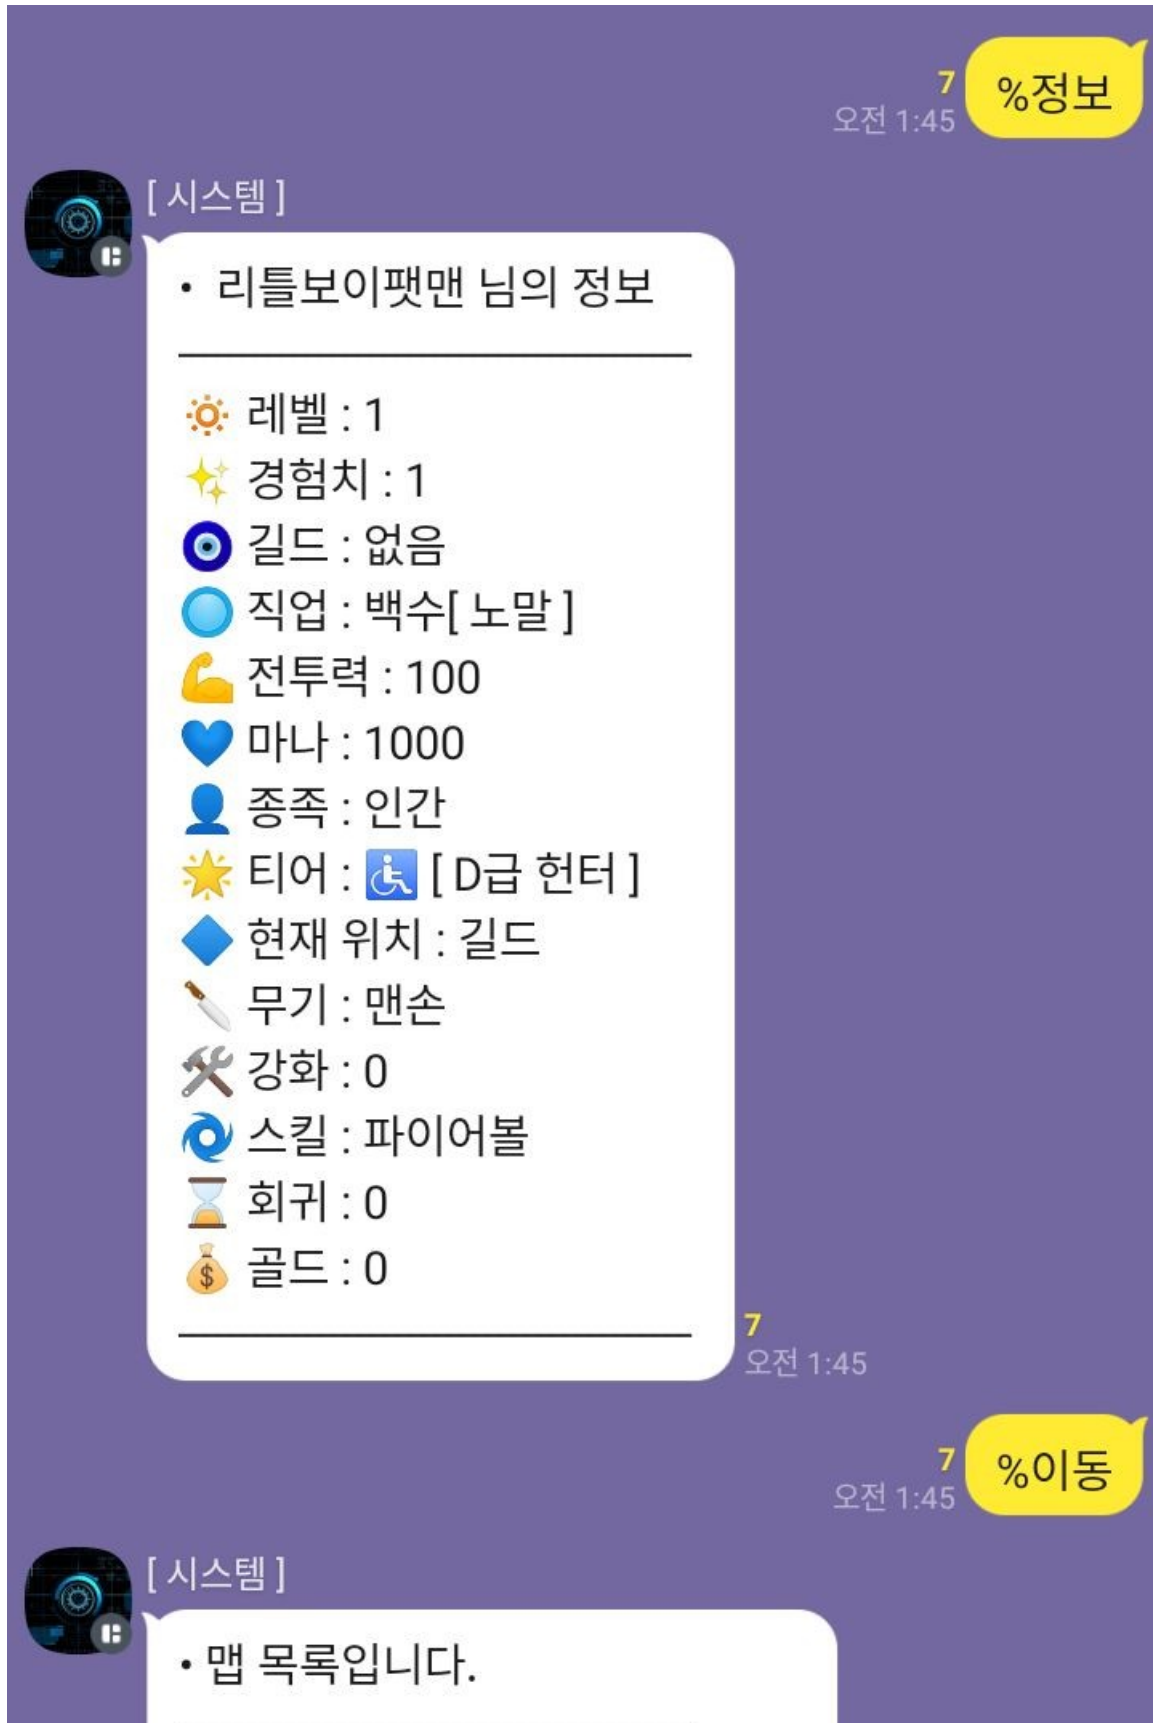 %정보
7
오전 1:45
[ 시스템 ]
• 리틀보이팻맨 님의 정보
레벨 : 1
경험치 : 1
길드 : 없음
직업 : 백수[ 노말 ]
전투력 : 100
마나 : 1000
종족 : 인간
티어 : ♿ [ D급 헌터 ]
현재 위치 : 길드
무기 : 맨손
강화 : 0
스킬 : 파이어볼
회귀 : 0
골드 : 0
7
오전 1:45
%이동
7
오전 1:45
[ 시스템 ]
• 맵 목록입니다.